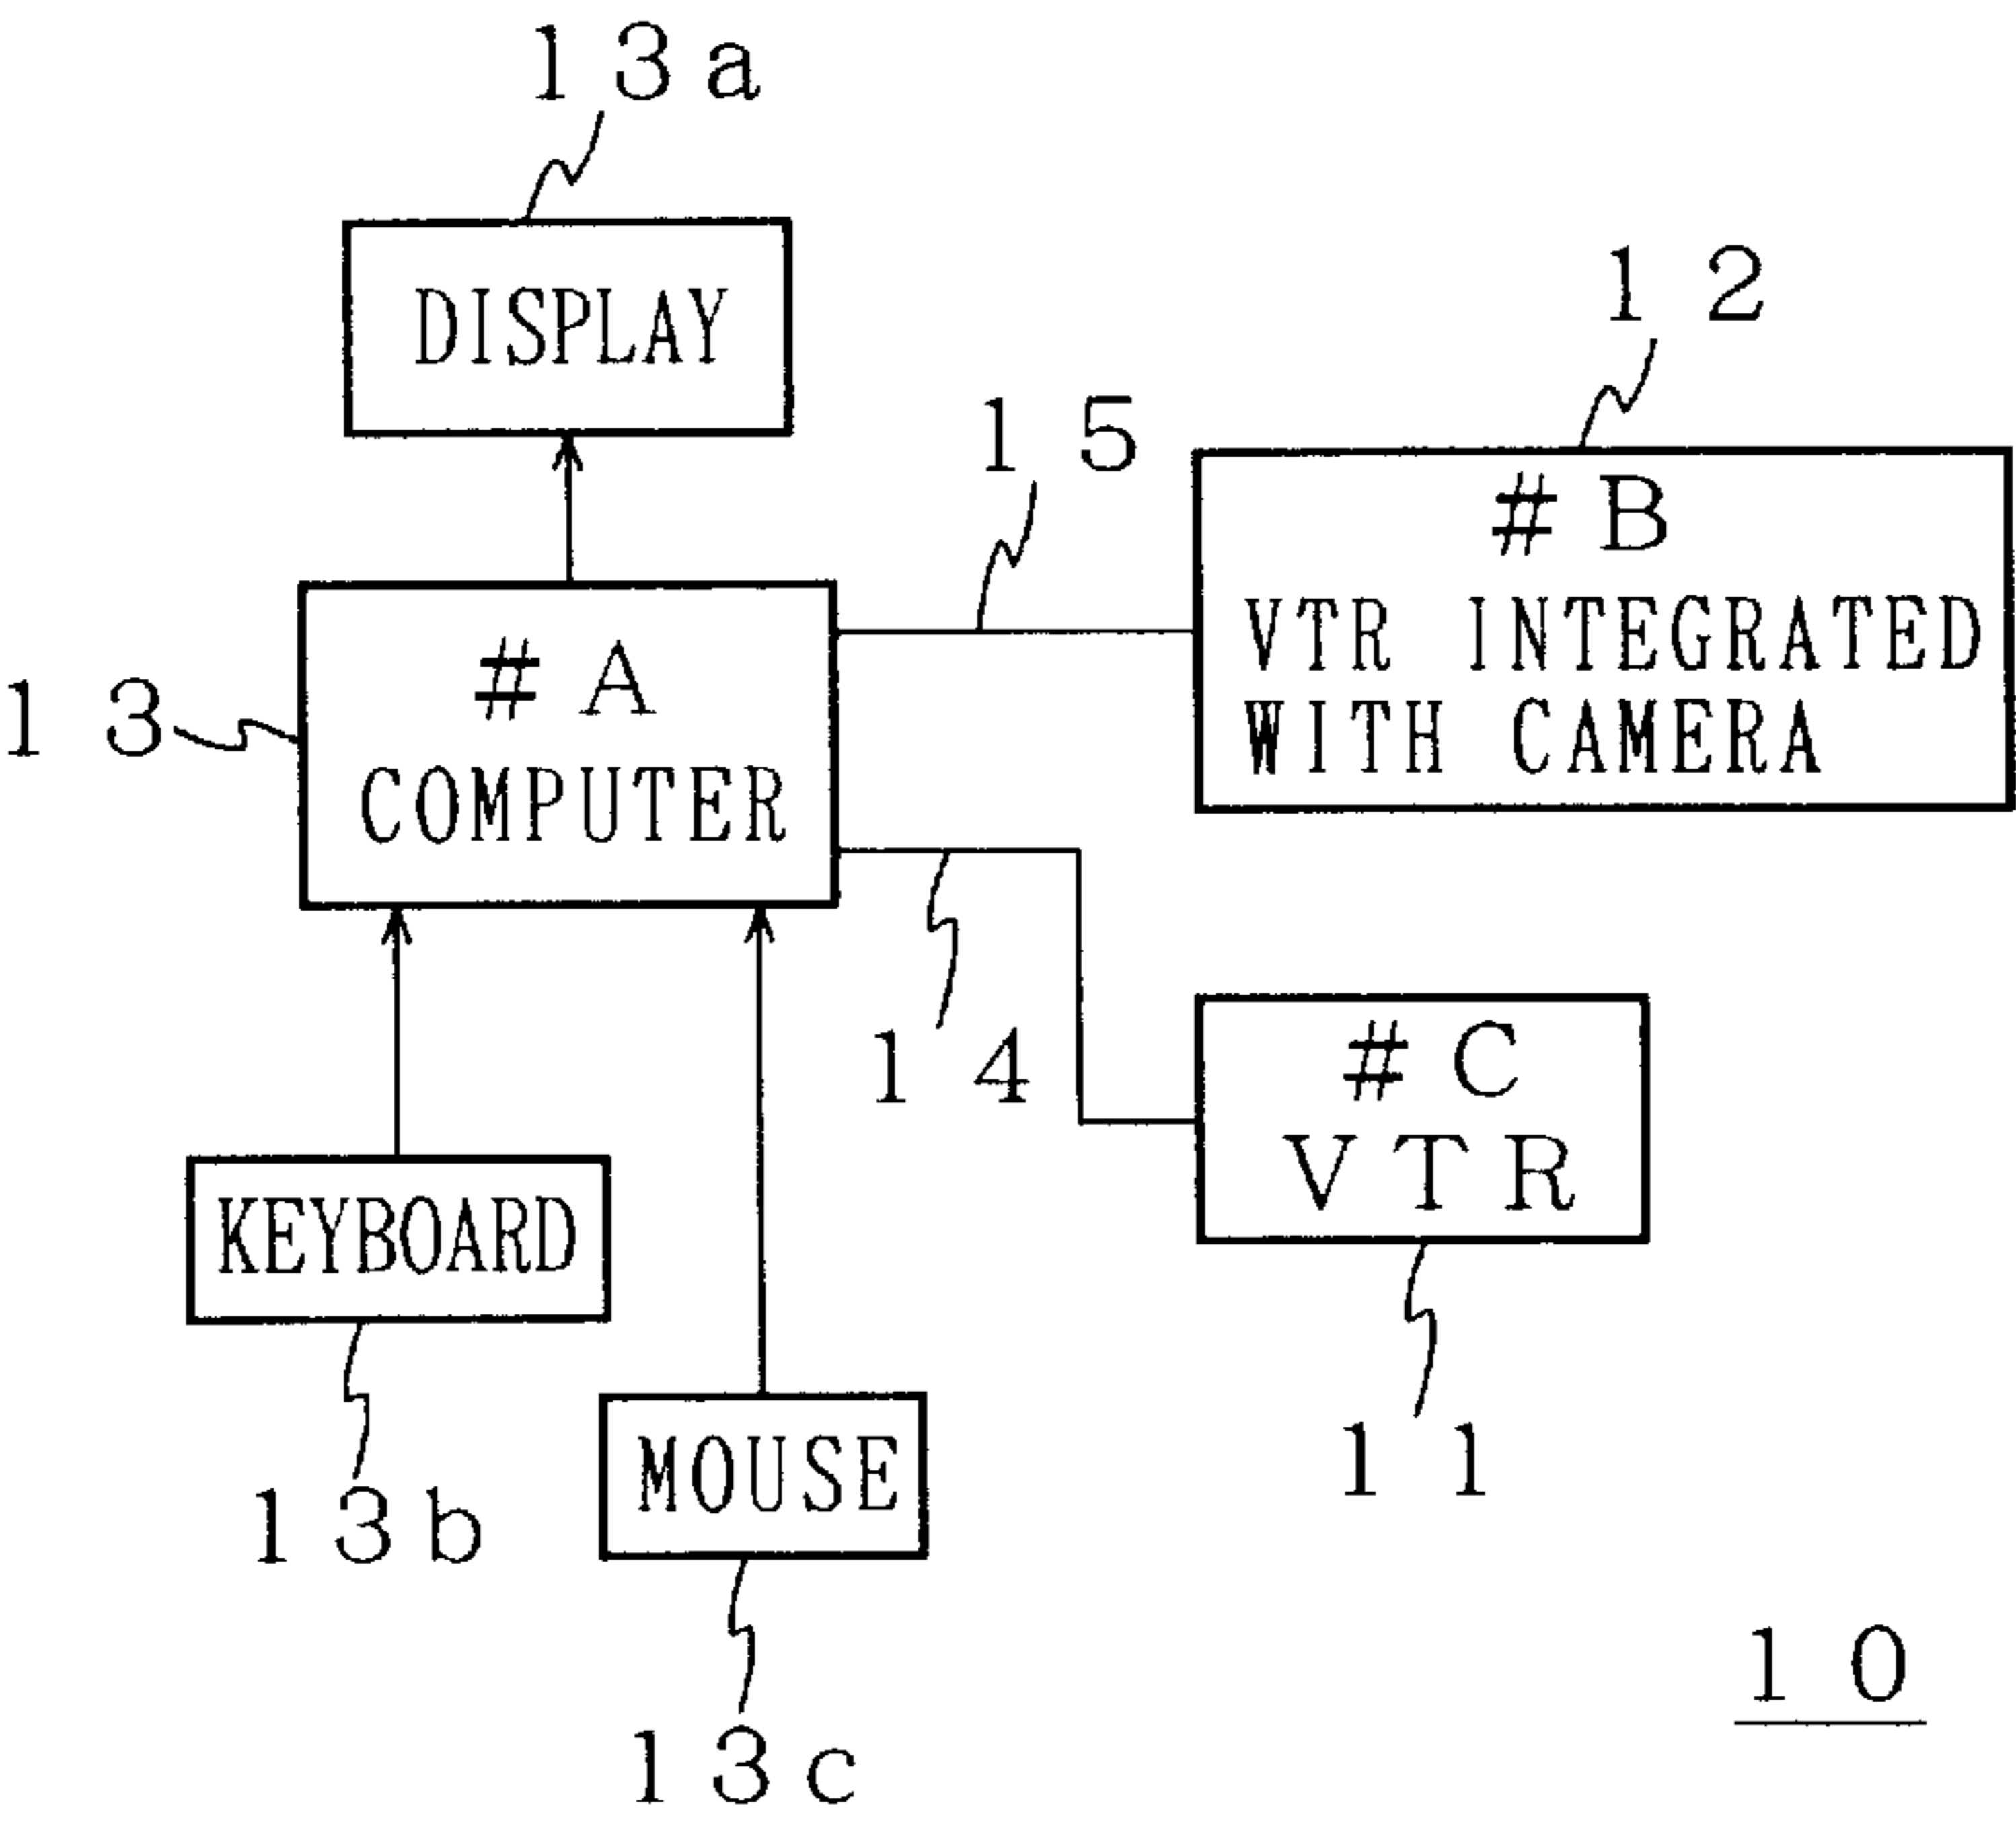 13a
DISPLAY
12
15
# B
VTR INTEGRATED
WITH CAMERA
13
# A
COMPUTER
14
# C
VTR
KEYBOARD
11
MOUSE
13b
10
13c